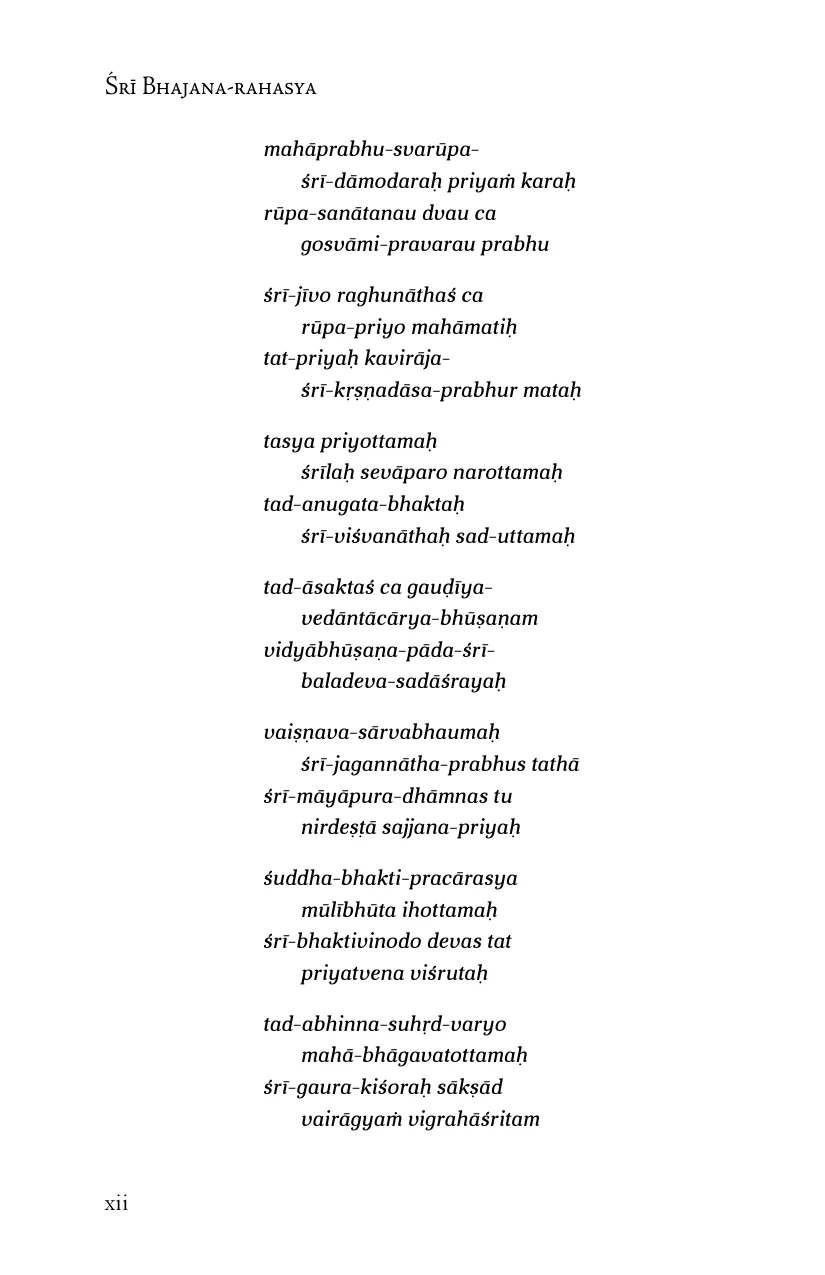 Śrī Bhajana-rahasya
mahāprabhu-svarūpa-
śrī-dāmodaraḥ priyaṁ karaḥ
rūpa-sanātanau dvau ca
gosvāmi-pravarau prabhu
śrī-jīvo raghunāthaś ca
rūpa-priyo mahāmatiḥ
tat-priyaḥ kavirāja-
śrī-kṛṣṇadāsa-prabhur mataḥ
tasya priyottamaḥ
śrīlaḥ sevāparo narottamaḥ
tad-anugata-bhaktaḥ
śrī-viśvanāthaḥ sad-uttamaḥ
tad-āsaktaś ca gauḍīya-
vedāntācārya-bhūṣaṇam
vidyābhūṣaṇa-pāda-śrī-
baladeva-sadāśrayaḥ
vaiṣṇava-sārvabhaumaḥ
śrī-jagannātha-prabhus tathā
śrī-māyāpura-dhāmnas tu
nirdeṣṭā sajjana-priyaḥ
śuddha-bhakti-pracārasya
mūlībhūta ihottamaḥ
śrī-bhaktivinodo devas tat
priyatvena viśrutaḥ
tad-abhinna-suhṛd-varyo
mahā-bhāgavatottamaḥ
śrī-gaura-kiśoraḥ sākṣād
vairāgyaṁ vigrahāśritam
xii